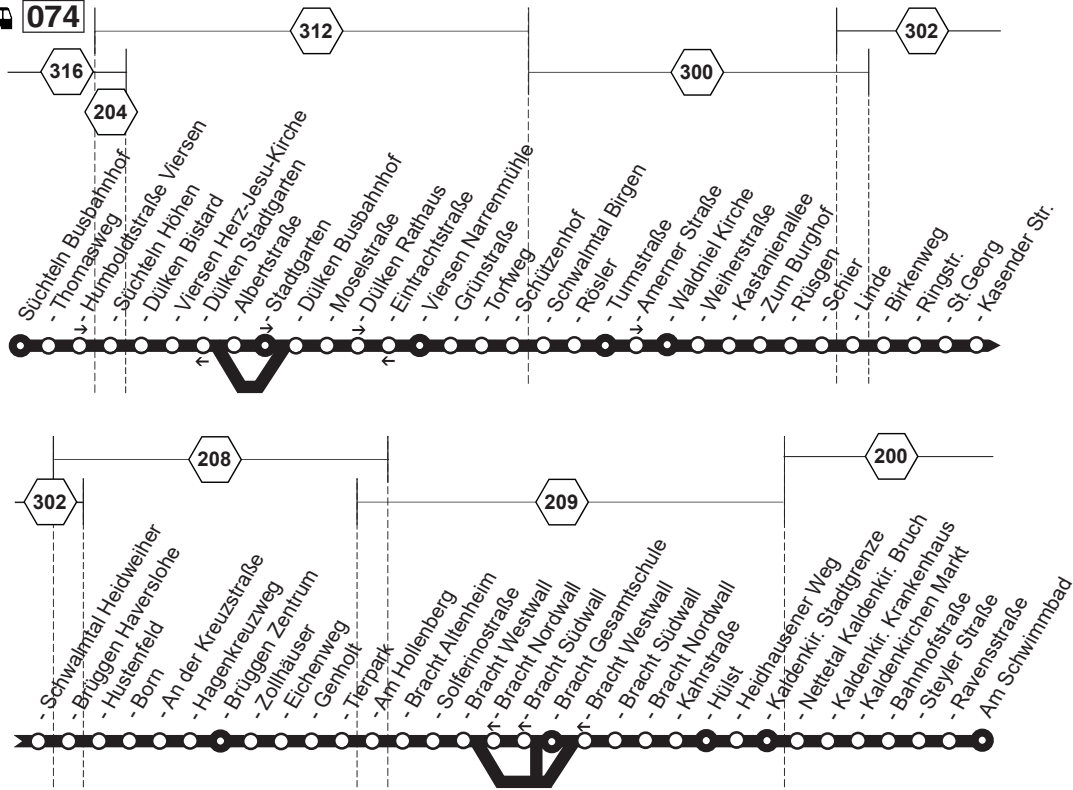 074
312
302
316
300
204
Süchteln Busbahnhof
- Thomasweg
- Humboldtstraße Viersen
- Süchteln Höhen
- Dülken Bistard
- Viersen Herz-Jesu-Kirche
- Dülken Stadtgarten
- Albertstraße
- Stadtgarten
- Dülken Busbahnhof
- Moselstraße
- Dülken Rathaus
- Eintrachtstraße
- Viersen Narrenmühle
- Grünstraße
- Torfweg
- Schützenhof
- Schwalmtal Birgen
- Rösler
- Turmstraße
- Amerner Straße
- Waldniel Kirche
- Weiherstraße
- Kastanienallee
- Zum Burghof
- Rüsgen
- Schier
- Linde
- Birkenweg
- Ringstr.
- St.Georg
- Kasender Str.
208
200
302
209
- Schwalmtal Heidweiher
- Brüggen Haverslohe
- Hustenfeld
- Born
- An der Kreuzstraße
- Hagenkreuzweg
- Brüggen Zentrum
- Zollhäuser
- Eichenweg
- Genholt
- Tierpark
- Am Hollenberg
- Bracht Altenheim
- Solferinostraße
- Bracht Westwall
- Bracht Nordwall
- Bracht Südwall
- Bracht Gesamtschule
- Bracht Westwall
- Bracht Südwall
- Bracht Nordwall
- Kahrstraße
- Hülst
- Heidhausener Weg
- Kaldenkir. Stadtgrenze
- Nettetal Kaldenkir. Bruch
- Kaldenkir. Krankenhaus
- Kaldenkirchen Markt
- Bahnhofstraße
- Steyler Straße
- Ravensstraße
Am Schwimmbad